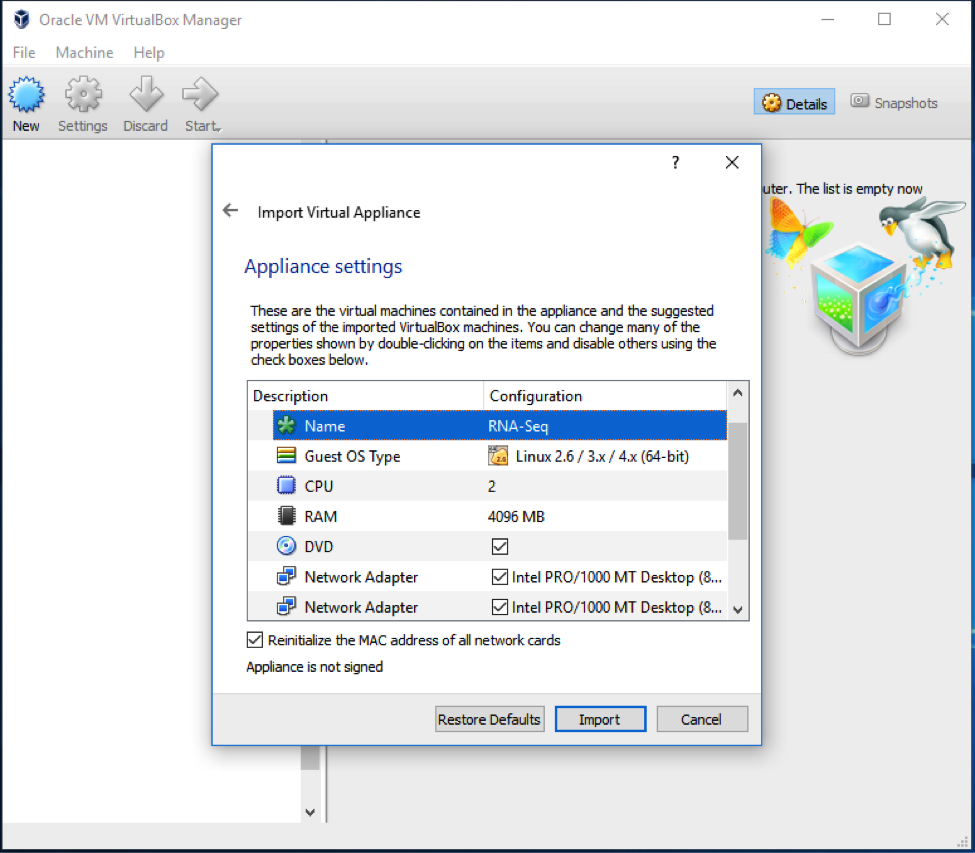 Oracle VM VirtualBox Manager
File Machine Help
New Settings Discard Start
Details Snapshots
uter. The list is empty now
?
Import Virtual Appliance
Appliance settings
These are the virtual machines contained in the appliance and the suggested
settings of the imported VirtualBox machines. You can change many of the
properties shown by double-clicking on the items and disable others using the
check boxes below.
Description Configuration
Name RNA-Seq
Guest OS Type 2.6 Linux 2.6 / 3.x / 4.x (64-bit)
CPU 2
RAM 4096 MB
DVD
Network Adapter Intel PRO/1000 MT Desktop (8...
Network Adapter Intel PRO/1000 MT Desktop (8...
Reinitialize the MAC address of all network cards
Appliance is not signed
Restore Defaults Import Cancel